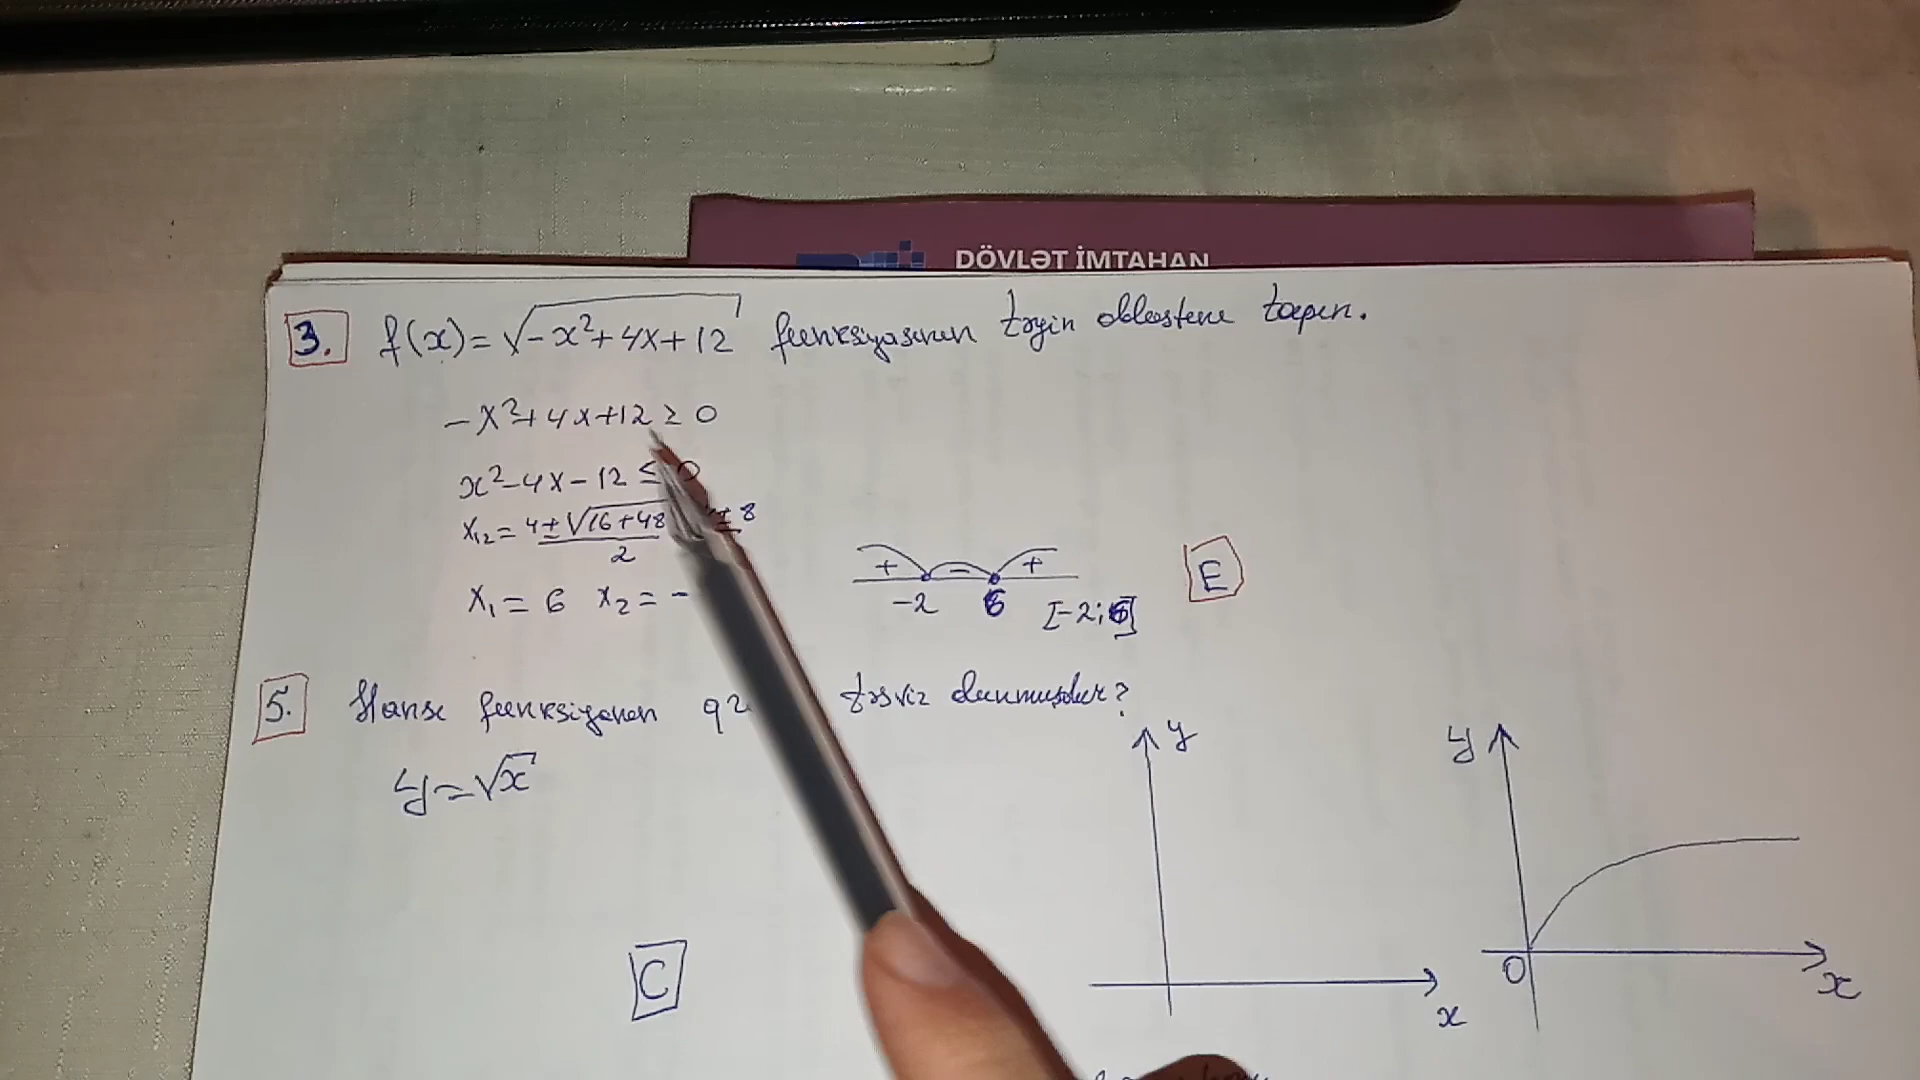 DÖVLƏT İMTAHAN
3. f(x) = √(-x²+4x+12) funksiyasının təyin oblastını tapın.
-x²+4x+12 ≥ 0
x²-4x-12 ≤ 0
x₁₂ = (4±√(16+48))/2 ± 8
x₁ = 6 x₂ = -
+ - +
-2 6 [-2; 6]
E
5. Hansı funksiyanın təsvir olunmuşdur?
y = √x
y
x
y
O
x
C